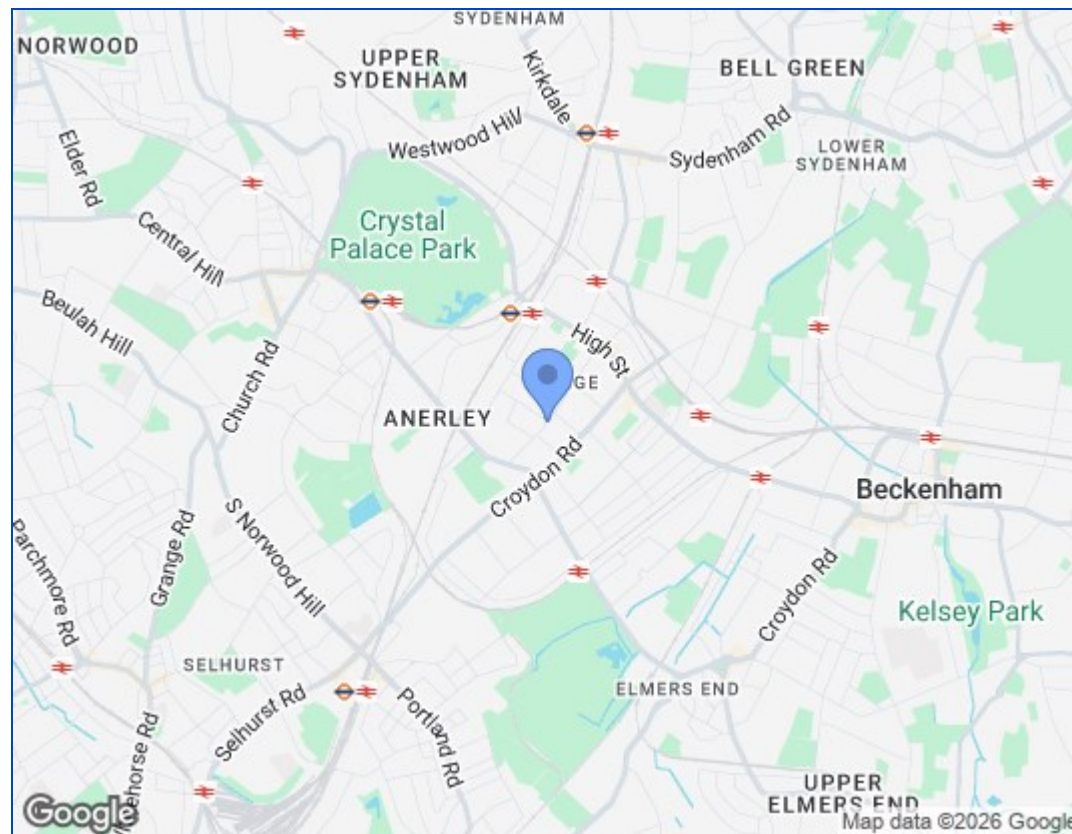 SYDENHAM
NORWOOD
UPPER
SYDENHAM
Kirkdale
BELL GREEN
Elder Rd
Westwood Hill
Sydenham Rd
LOWER
SYDENHAM
Central Hill
Crystal
Palace Park
Beulah Hill
Church Rd
High St
GE
ANERLEY
Croydon Rd
Beckenham
S Norwood Hill
Grange Rd
Parchmore Rd
Croydon Rd
Kelsey Park
SELHURST
ELMERS END
Selhurst Rd
Portland Rd
UPPER
ELMERS END
Google
Map data ©2026 Google